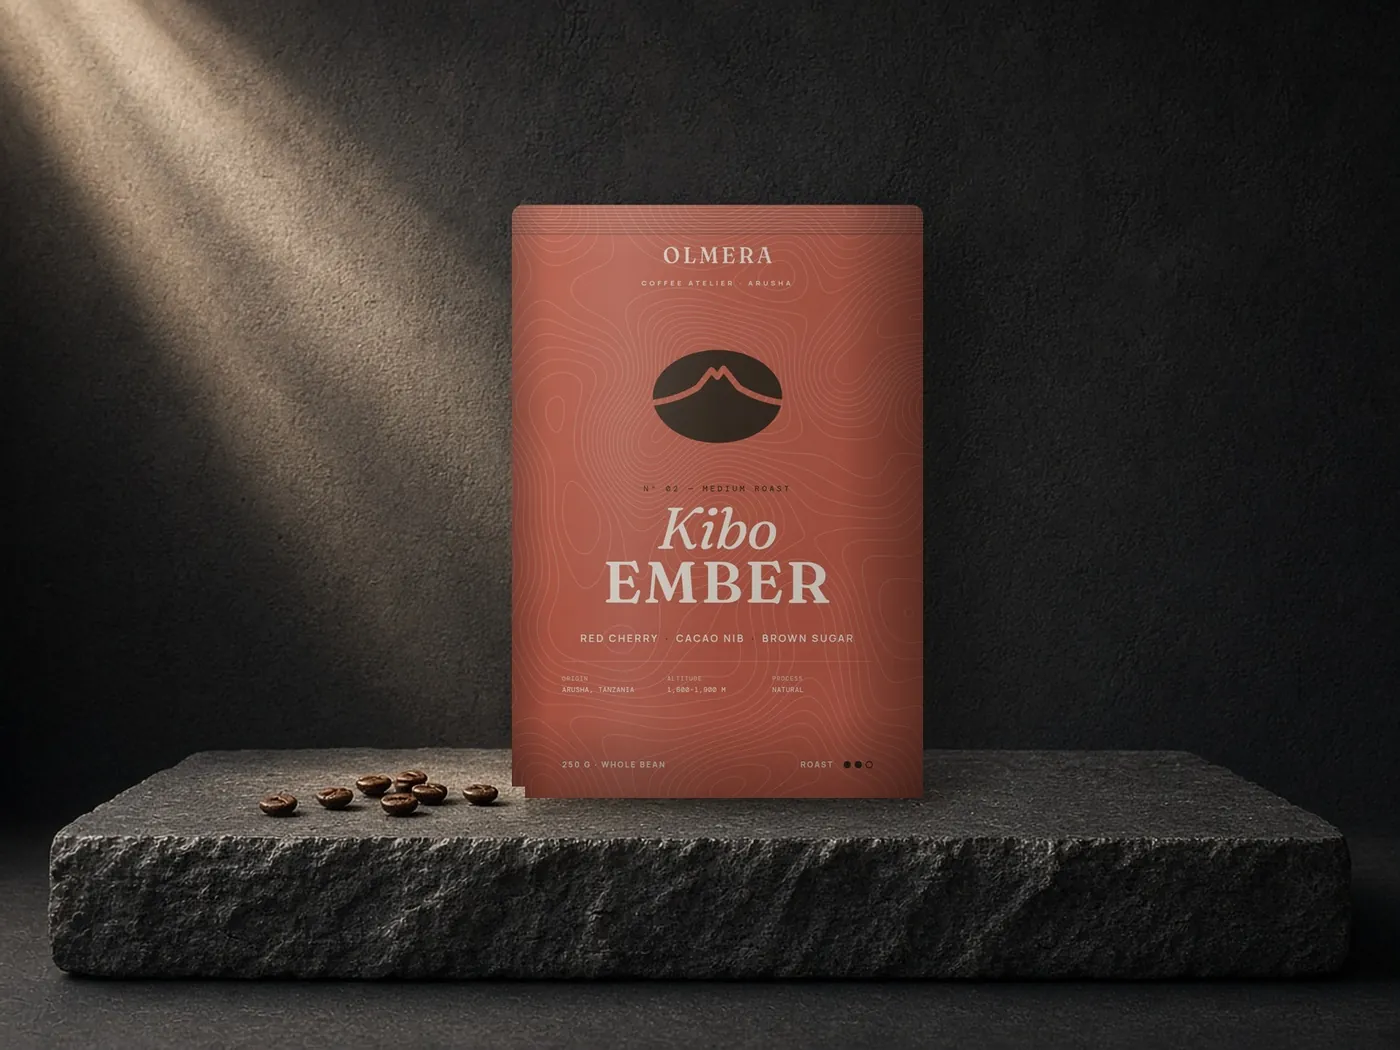 OLMERA
COFFEE ATELIER · ARUSHA
N° 02 — MEDIUM ROAST
Kibo
EMBER
RED CHERRY · CACAO NIB · BROWN SUGAR
ORIGIN ALTITUDE PROCESS
ARUSHA, TANZANIA 1,600–1,900 M NATURAL
250 G · WHOLE BEAN ROAST